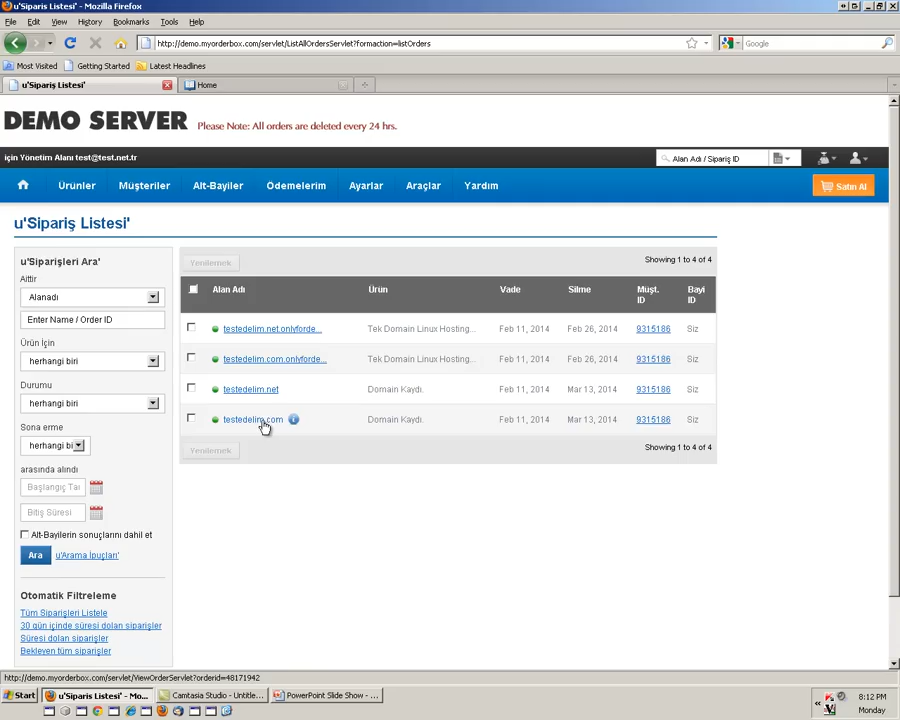 u'Sipariş Listesi' - Mozilla Firefox
File Edit View History Bookmarks Tools Help
http://demo.myorderbox.com/servlet/ListAllOrdersServlet?formaction=listOrders
Google
Most Visited Getting Started Latest Headlines
u'Sipariş Listesi' Home
DEMO SERVER Please Note: All orders are deleted every 24 hrs.
için Yönetim Alanı test@test.net.tr
Alan Adı / Sipariş ID
Ürünler Müşteriler Alt-Bayiler Ödemelerim Ayarlar Araçlar Yardım
Satın Al
u'Sipariş Listesi'
u'Siparişleri Ara'
Alttir
Alanadı
Enter Name / Order ID
Ürün İçin
herhangi biri
Durumu
herhangi biri
Sona erme
herhangi bi
arasında alındı
Başlangıç Tar
Bitiş Süresi
Alt-Bayilerin sonuçlarını dahil et
Ara u'Arama İpuçları'
Otomatik Filtreleme
Tüm Siparişleri Listele
30 gün içinde süresi dolan siparişler
Süresi dolan siparişler
Bekleyen tüm siparişler
Yenilemek Showing 1 to 4 of 4
Alan Adı Ürün Vade Silme Müşt. ID Bayi ID
testedelim.net.onlyforde... Tek Domain Linux Hosting... Feb 11, 2014 Feb 26, 2014 9315186 Siz
testedelim.com.onlyforde... Tek Domain Linux Hosting... Feb 11, 2014 Feb 26, 2014 9315186 Siz
testedelim.net Domain Kaydı. Feb 11, 2014 Mar 13, 2014 9315186 Siz
testedelim.com Domain Kaydı. Feb 11, 2014 Mar 13, 2014 9315186 Siz
Yenilemek Showing 1 to 4 of 4
http://demo.myorderbox.com/servlet/ViewOrderServlet?orderid=48171942
Start u'Sipariş Listesi' - Mo... Camtasia Studio - Untitle... PowerPoint Slide Show - ... 8:12 PM
Monday